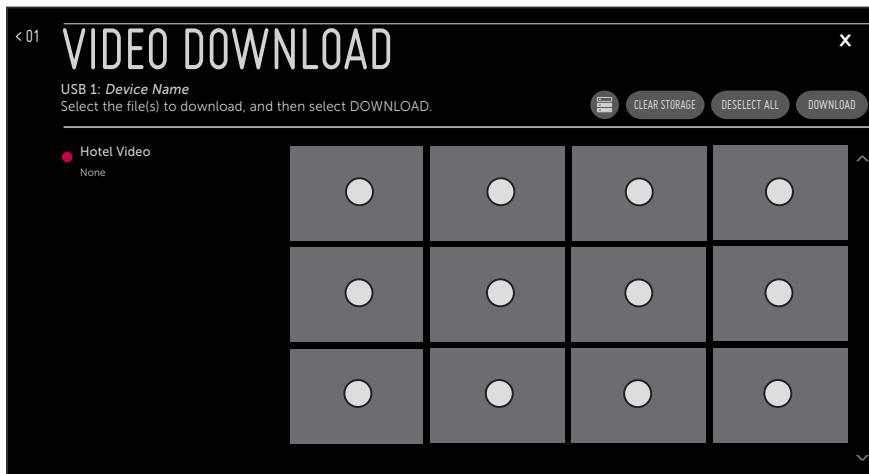 < 01
VIDEO DOWNLOAD
X
USB 1: Device Name
Select the file(s) to download, and then select DOWNLOAD.
CLEAR STORAGE
DESELECT ALL
DOWNLOAD
Hotel Video
None